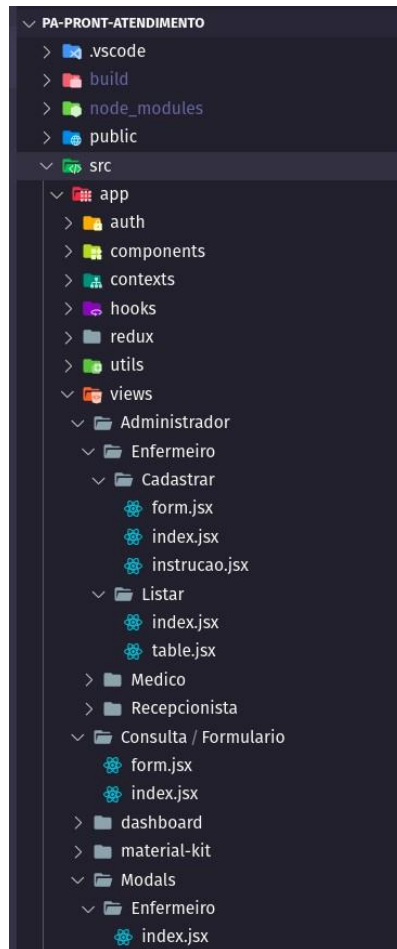 PA-PRONT-ATENDIMENTO
.vscode
build
node_modules
public
src
app
auth
components
contexts
hooks
redux
utils
views
Administrador
Enfermeiro
Cadastrar
form.jsx
index.jsx
instrucao.jsx
Listar
index.jsx
table.jsx
Medico
Recepcionista
Consulta / Formulario
form.jsx
index.jsx
dashboard
material-kit
Modals
Enfermeiro
index.jsx